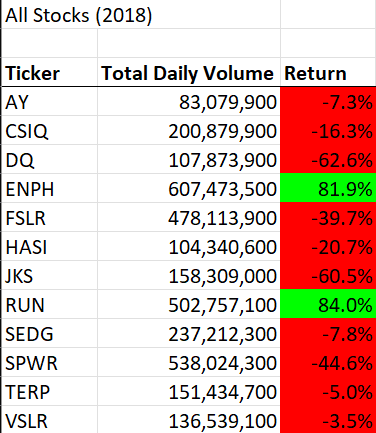 All Stocks (2018)
Ticker Total Daily Volume Return
AY 83,079,900 -7.3%
CSIQ 200,879,900 -16.3%
DQ 107,873,900 -62.6%
ENPH 607,473,500 81.9%
FSLR 478,113,900 -39.7%
HASI 104,340,600 -20.7%
JKS 158,309,000 -60.5%
RUN 502,757,100 84.0%
SEDG 237,212,300 -7.8%
SPWR 538,024,300 -44.6%
TERP 151,434,700 -5.0%
VSLR 136,539,100 -3.5%